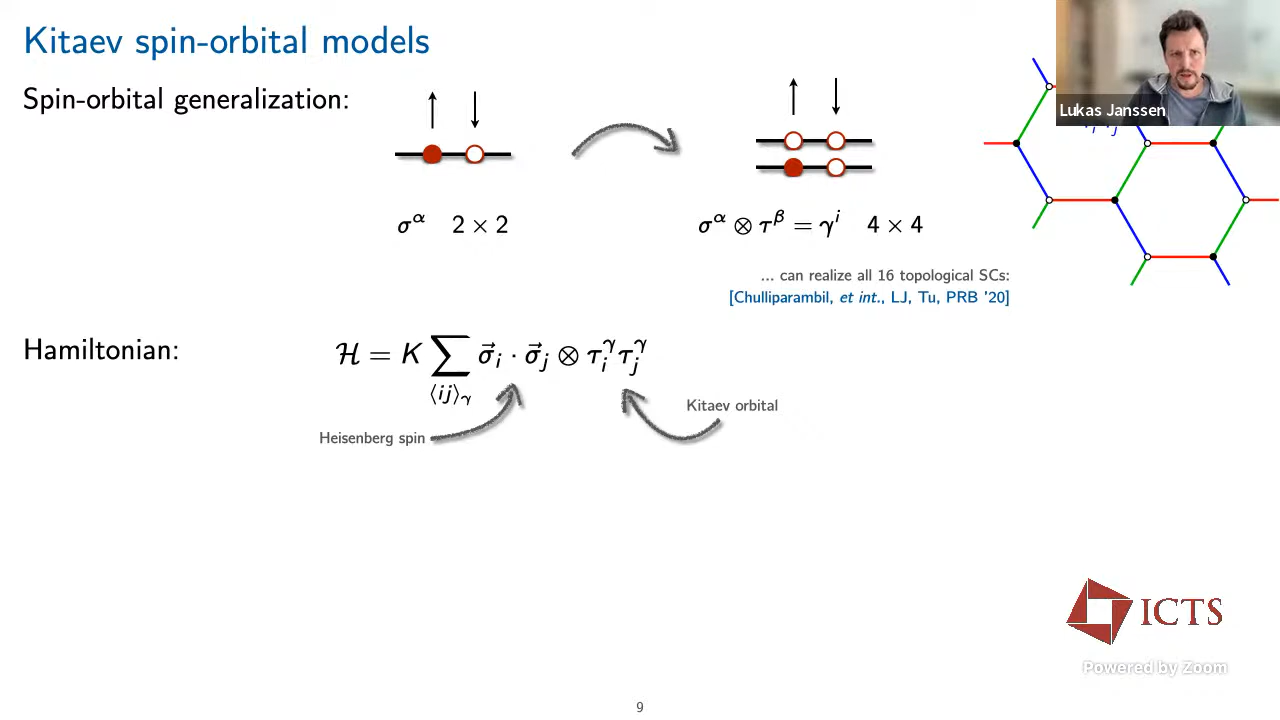 Kitaev spin-orbital models
Lukas Janssen
Spin-orbital generalization:
σ^α 2 × 2
σ^α ⊗ τ^β = γ^i 4 × 4
... can realize all 16 topological SCs:
[Chulliparambil, et int., LJ, Tu, PRB '20]
Hamiltonian:
ℋ = K ∑_{⟨ij⟩_γ} σ⃗_i · σ⃗_j ⊗ τ_i^γ τ_j^γ
Kitaev orbital
Heisenberg spin
ICTS
Powered by Zoom
9